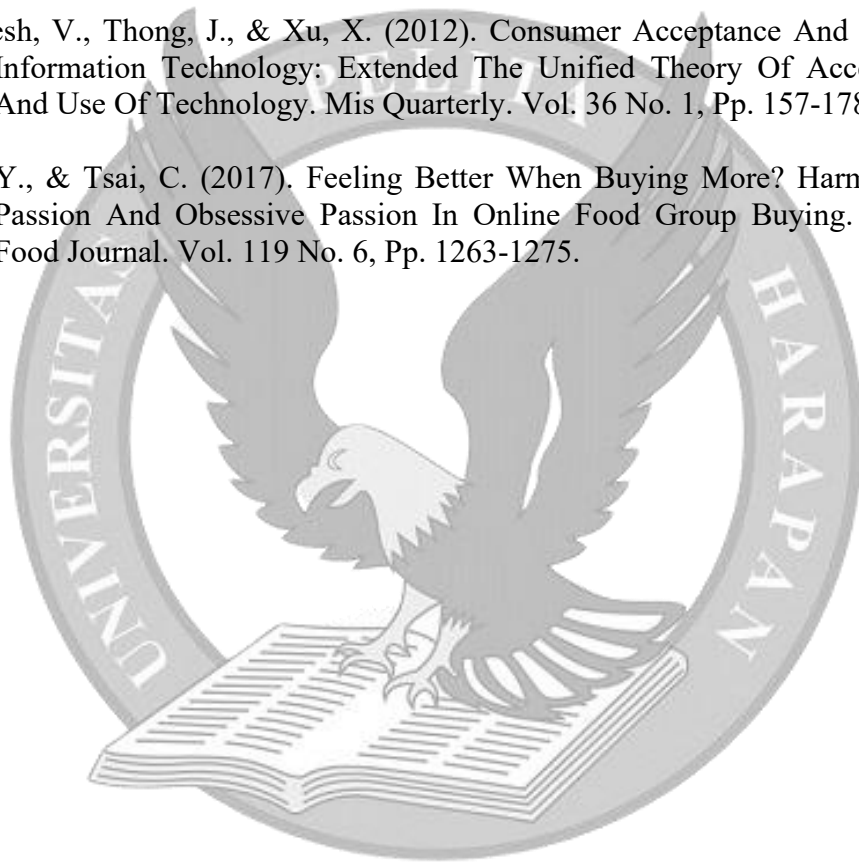 esh, V., Thong, J., & Xu, X. (2012). Consumer Acceptance And
Information Technology: Extended The Unified Theory Of Acce
And Use Of Technology. Mis Quarterly. Vol. 36 No. 1, Pp. 157-178
Y., & Tsai, C. (2017). Feeling Better When Buying More? Harm
Passion And Obsessive Passion In Online Food Group Buying.
Food Journal. Vol. 119 No. 6, Pp. 1263-1275.
UNIVERSITAS PELITA HARAPAN